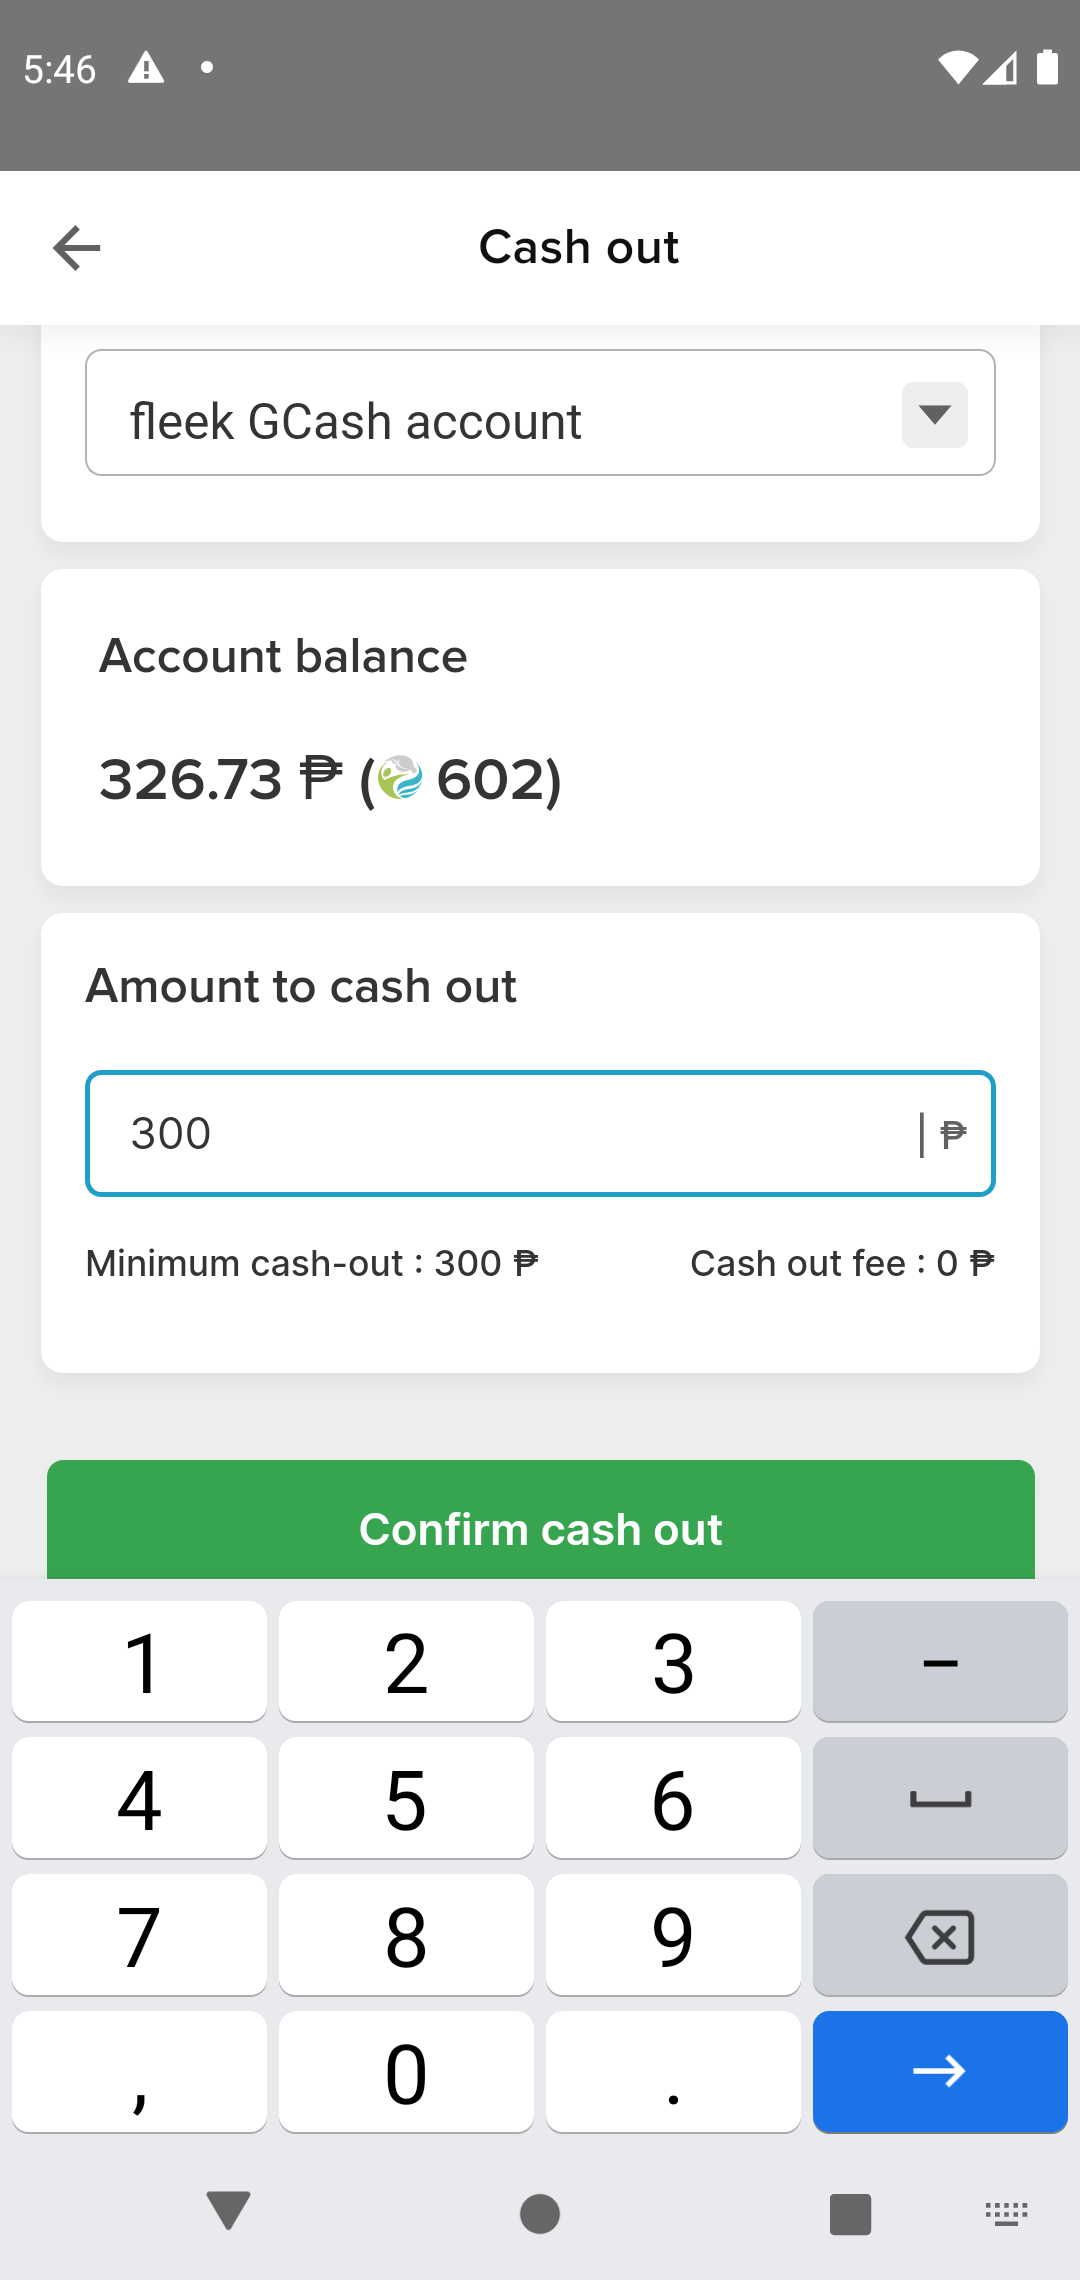 5:46
Cash out
fleek GCash account
Account balance
326.73 ₱ ( 602)
Amount to cash out
300 ₱
Minimum cash-out : 300 ₱ Cash out fee : 0 ₱
Confirm cash out
1 2 3 –
4 5 6
7 8 9
, 0 .